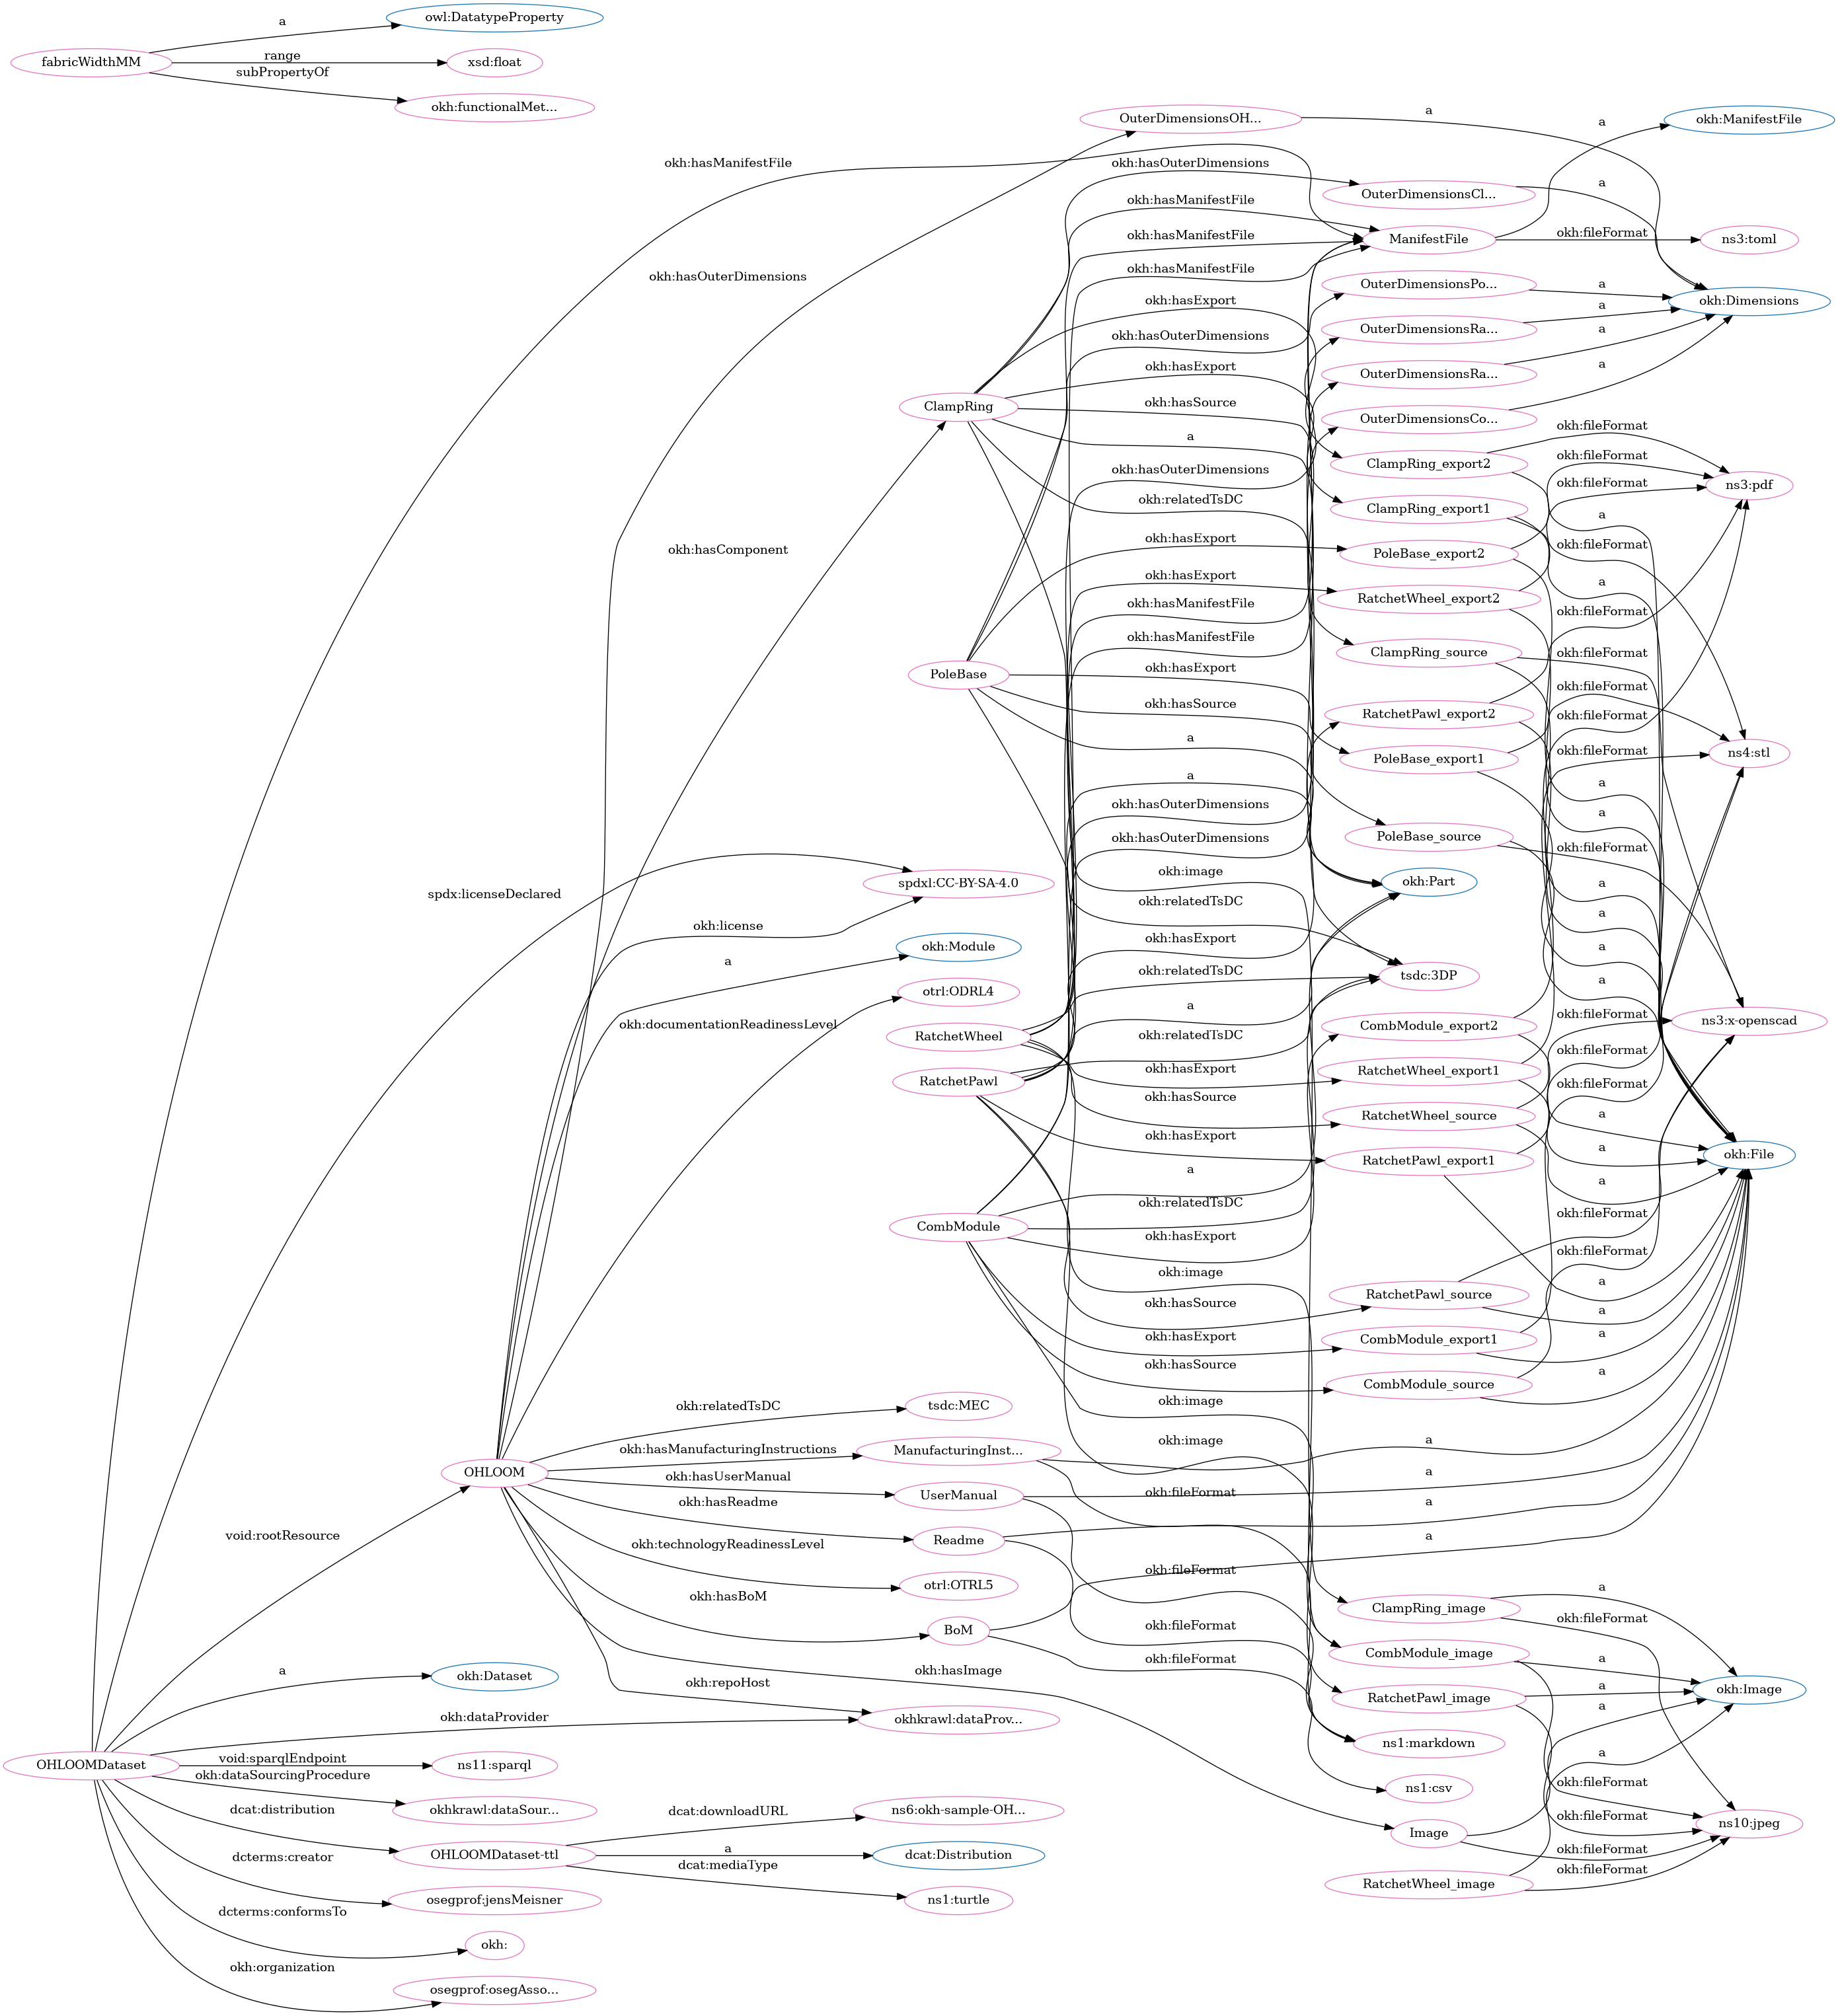 a
owl:DatatypeProperty
fabricWidthMM
range
xsd:float
subPropertyOf
okh:functionalMet...
OuterDimensionsOH...
a
okh:ManifestFile
a
okh:hasManifestFile
okh:hasOuterDimensions
OuterDimensionsCl...
a
okh:hasManifestFile
okh:hasManifestFile
ManifestFile
okh:fileFormat
ns3:toml
okh:hasOuterDimensions
okh:hasManifestFile
OuterDimensionsPo...
a
okh:Dimensions
okh:hasExport
a
OuterDimensionsRa...
okh:hasOuterDimensions
a
okh:hasExport
OuterDimensionsRa...
a
ClampRing
okh:hasSource
OuterDimensionsCo...
okh:fileFormat
a
okh:hasOuterDimensions
ClampRing_export2
okh:fileFormat
okh:fileFormat
ns3:pdf
okh:relatedTsDC
ClampRing_export1
a
okh:hasComponent
okh:hasExport
PoleBase_export2
okh:fileFormat
okh:hasExport
a
RatchetWheel_export2
okh:hasManifestFile
okh:fileFormat
okh:hasManifestFile
ClampRing_source
okh:fileFormat
PoleBase
okh:hasExport
okh:fileFormat
okh:hasSource
RatchetPawl_export2
okh:fileFormat
a
PoleBase_export1
okh:fileFormat
ns4:stl
a
a
okh:hasOuterDimensions
a
okh:hasOuterDimensions
PoleBase_source
okh:fileFormat
okh:image
spdx:licenseDeclared
spdxl:CC-BY-SA-4.0
okh:Part
a
okh:relatedTsDC
a
okh:license
okh:hasExport
okh:Module
a
a
okh:relatedTsDC
tsdc:3DP
a
otrl:ODRL4
a
okh:fileFormat
ns3:x-openscad
okh:documentationReadinessLevel
CombModule_export2
RatchetWheel
okh:relatedTsDC
okh:fileFormat
okh:hasExport
RatchetWheel_export1
RatchetPawl
okh:fileFormat
okh:hasSource
RatchetWheel_source
a
okh:hasExport
a
okh:File
RatchetPawl_export1
a
a
okh:relatedTsDC
okh:fileFormat
CombModule
okh:hasExport
okh:fileFormat
okh:image
a
RatchetPawl_source
okh:hasSource
a
okh:hasExport
CombModule_export1
a
okh:hasSource
a
CombModule_source
okh:image
okh:relatedTsDC
tsdc:MEC
okh:image
a
okh:hasManufacturingInstructions
ManufacturingInst...
OHLOOM
a
okh:hasUserManual
UserManual
okh:fileFormat
okh:hasReadme
a
void:rootResource
Readme
a
okh:technologyReadinessLevel
okh:fileFormat
otrl:OTRL5
a
okh:hasBoM
ClampRing_image
okh:fileFormat
okh:fileFormat
BoM
CombModule_image
okh:fileFormat
a
a
okh:Dataset
okh:hasImage
a
okh:Image
okh:repoHost
RatchetPawl_image
a
okh:dataProvider
okhkrawl:dataProv...
ns1:markdown
a
void:sparqlEndpoint
OHLOOMDataset
ns11:sparql
okh:dataSourcingProcedure
okh:fileFormat
ns1:csv
okhkrawl:dataSour...
dcat:distribution
dcat:downloadURL
ns6:okh-sample-OH...
okh:fileFormat
ns10:jpeg
Image
a
okh:fileFormat
dcterms:creator
OHLOOMDataset-ttl
dcat:Distribution
dcat:mediaType
okh:fileFormat
RatchetWheel_image
osegprof:jensMeisner
ns1:turtle
dcterms:conformsTo
okh:
okh:organization
osegprof:osegAsso...